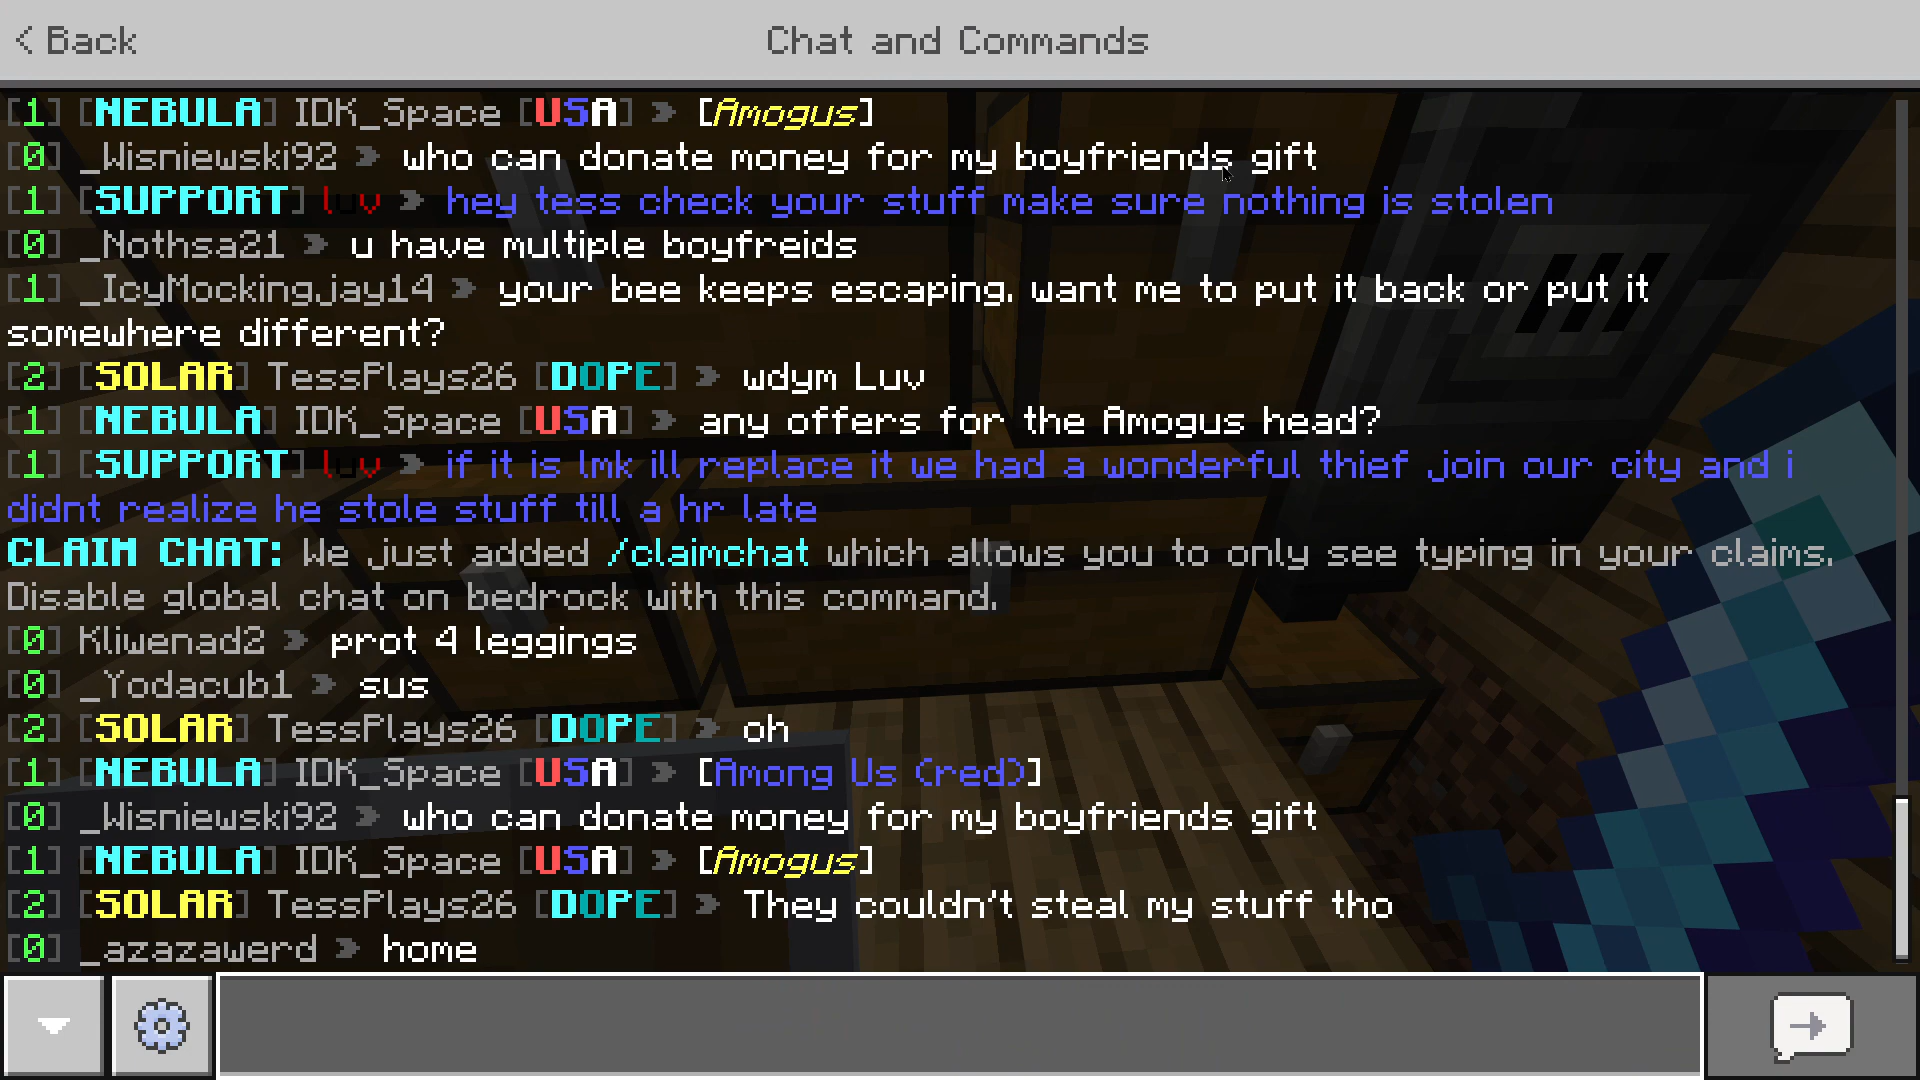 < Back
Chat and Commands
[1] [NEBULA] IDK_Space [USA] » [Amogus]
[0] _Wisniewski92 » who can donate money for my boyfriends gift
[1] [SUPPORT] luv » hey tess check your stuff make sure nothing is stolen
[0] _Nothsa21 » u have multiple boyfreids
[1] _IcyMockingjay14 » your bee keeps escaping. want me to put it back or put it
somewhere different?
[2] [SOLAR] TessPlays26 [DOPE] » wdym Luv
[1] [NEBULA] IDK_Space [USA] » any offers for the Amogus head?
[1] [SUPPORT] luv » if it is lmk ill replace it we had a wonderful thief join our city and i
didnt realize he stole stuff till a hr late
CLAIM CHAT: We just added /claimchat which allows you to only see typing in your claims.
Disable global chat on bedrock with this command.
[0] Kliwenad2 » prot 4 leggings
[0] _Yodacub1 » sus
[2] [SOLAR] TessPlays26 [DOPE] » oh
[1] [NEBULA] IDK_Space [USA] » [Among Us (red)]
[0] _Wisniewski92 » who can donate money for my boyfriends gift
[1] [NEBULA] IDK_Space [USA] » [Amogus]
[2] [SOLAR] TessPlays26 [DOPE] » They couldn't steal my stuff tho
[0] _azazawerd » home